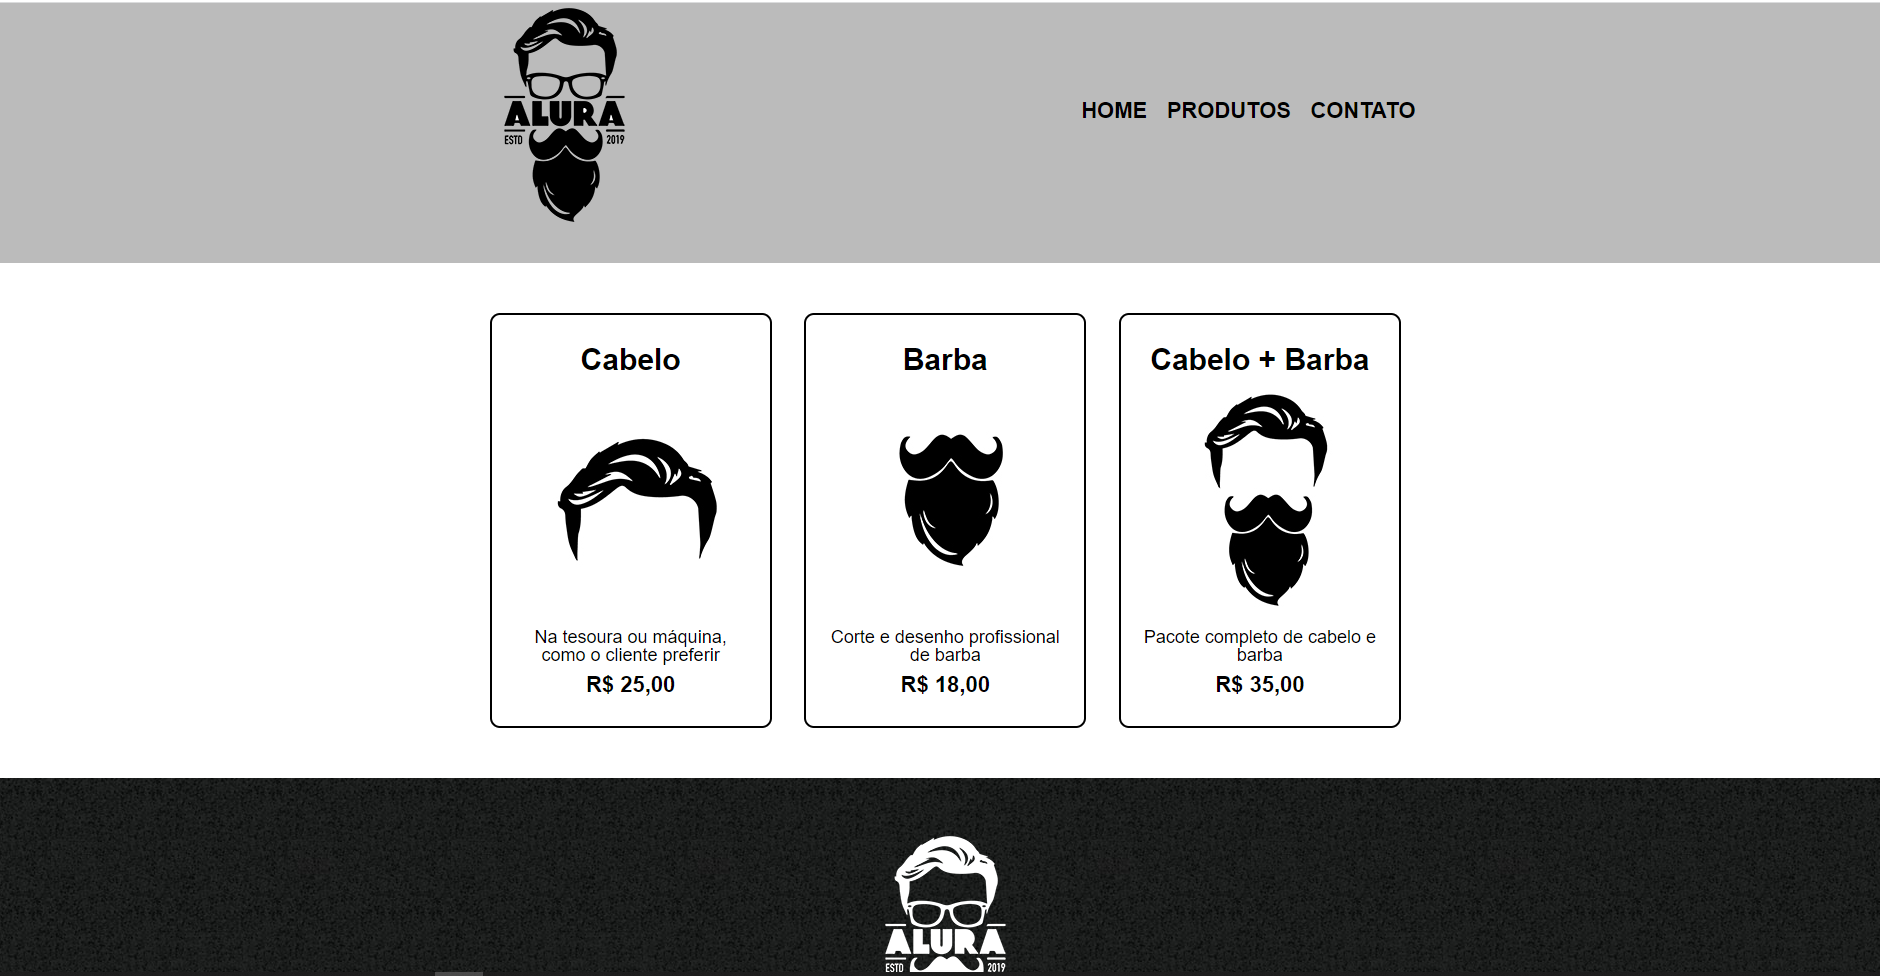 ALURA
ESTD 2019
HOME PRODUTOS CONTATO
Cabelo
Na tesoura ou máquina,
como o cliente preferir
R$ 25,00
Barba
Corte e desenho profissional
de barba
R$ 18,00
Cabelo + Barba
Pacote completo de cabelo e
barba
R$ 35,00
ALURA
ESTD 2019